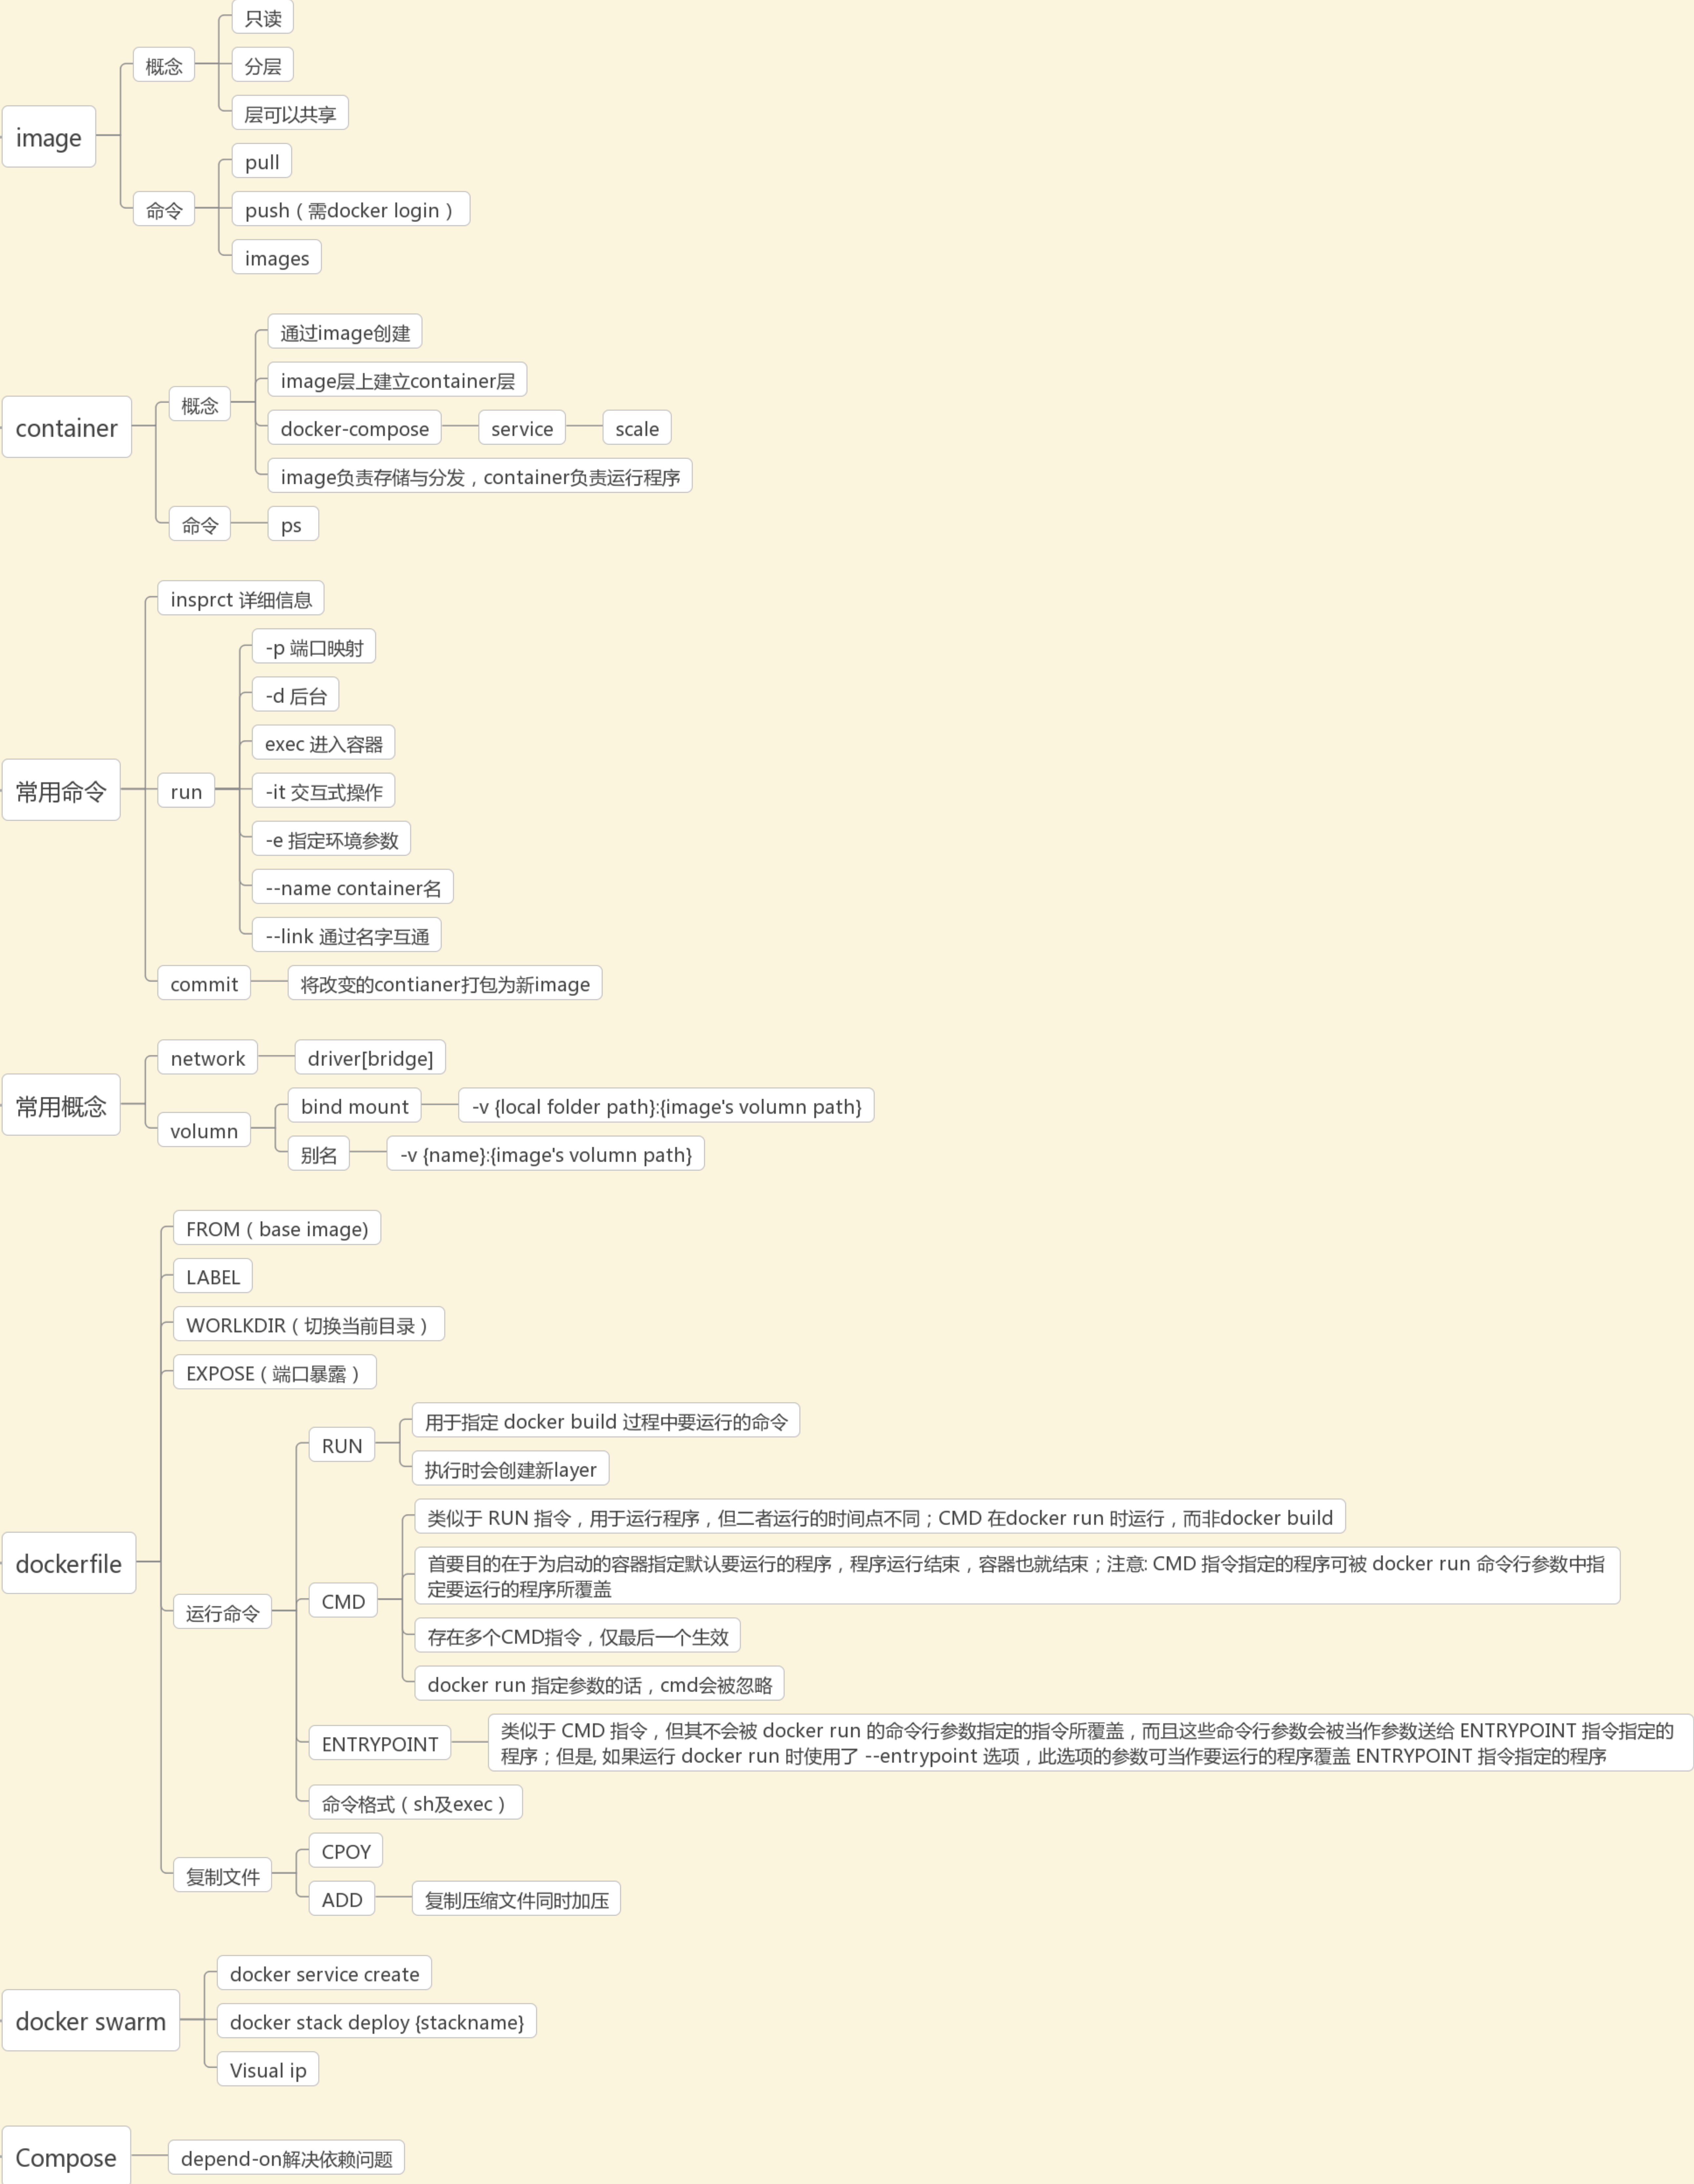 只读
概念
分层
层可以共享
image
pull
命令
push（需docker login）
images
通过image创建
image层上建立container层
概念
docker-compose
service
scale
container
image负责存储与分发，container负责运行程序
命令
ps
insprct 详细信息
-p 端口映射
-d 后台
exec 进入容器
常用命令
run
-it 交互式操作
-e 指定环境参数
--name container名
--link 通过名字互通
commit
将改变的contianer打包为新image
network
driver[bridge]
常用概念
bind mount
-v {local folder path}:{image's volumn path}
volumn
别名
-v {name}:{image's volumn path}
FROM（base image)
LABEL
WORLKDIR（切换当前目录）
EXPOSE（端口暴露）
RUN
用于指定 docker build 过程中要运行的命令
执行时会创建新layer
dockerfile
运行命令
CMD
类似于 RUN 指令，用于运行程序，但二者运行的时间点不同；CMD 在docker run 时运行，而非docker build
首要目的在于为启动的容器指定默认要运行的程序，程序运行结束，容器也就结束；注意: CMD 指令指定的程序可被 docker run 命令行参数中指
定要运行的程序所覆盖
存在多个CMD指令，仅最后一个生效
docker run 指定参数的话，cmd会被忽略
ENTRYPOINT
类似于 CMD 指令，但其不会被 docker run 的命令行参数指定的指令所覆盖，而且这些命令行参数会被当作参数送给 ENTRYPOINT 指令指定的
程序；但是, 如果运行 docker run 时使用了 --entrypoint 选项，此选项的参数可当作要运行的程序覆盖 ENTRYPOINT 指令指定的程序
命令格式（sh及exec）
复制文件
CPOY
ADD
复制压缩文件同时加压
docker swarm
docker service create
docker stack deploy {stackname}
Visual ip
Compose
depend-on解决依赖问题